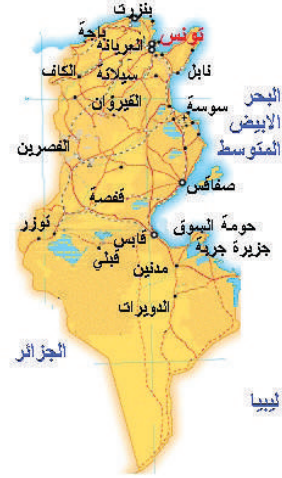 بنزرت
باجة
تونس
العريانة
الكاف
سيلانة
نابل
القيروان
سوسة
البحر
الابيض
المتوسط
القصرين
صفاقس
قفصة
توزر
حومة السوق
قابس
جزيرة جربة
قبلي
مدنين
الدويرات
الجزائر
ليبيا